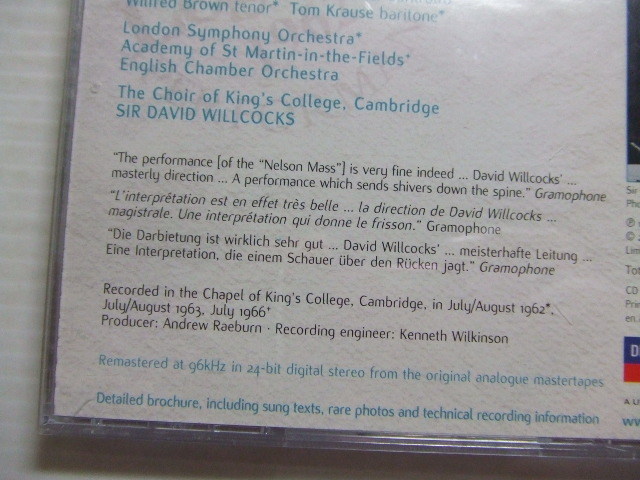 Wilfred Brown tenor* Tom Krause baritone*
London Symphony Orchestra*
Academy of St Martin-in-the-Fields+
English Chamber Orchestra
The Choir of King's College, Cambridge
SIR DAVID WILLCOCKS
"The performance [of the "Nelson Mass"] is very fine indeed ... David Willcocks' ...
masterly direction ... A performance which sends shivers down the spine." Gramophone
"L'interprétation est en effet très belle ... la direction de David Willcocks ...
magistrale. Une interprétation qui donne le frisson." Gramophone
"Die Darbietung ist wirklich sehr gut ... David Willcocks' ... meisterhafte Leitung ...
Eine Interpretation, die einem Schauer über den Rücken jagt." Gramophone
Recorded in the Chapel of King's College, Cambridge, in July/August 1962*,
July/August 1963, July 1966+
Producer: Andrew Raeburn · Recording engineer: Kenneth Wilkinson
Remastered at 96kHz in 24-bit digital stereo from the original analogue mastertapes
Detailed brochure, including sung texts, rare photos and technical recording information